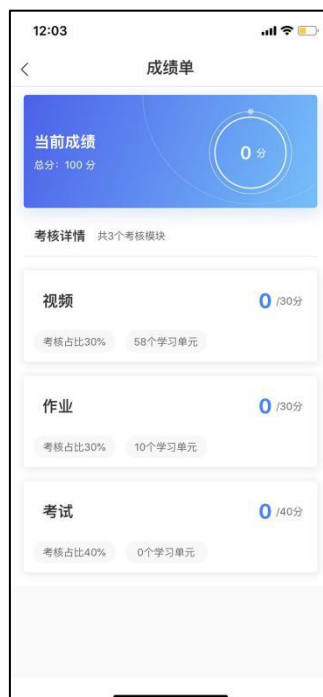 12:03
成绩单
当前成绩
总分：100 分
0 分
考核详情 共3个考核模块
视频
0 /30分
考核占比30% 58个学习单元
作业
0 /30分
考核占比30% 10个学习单元
考试
0 /40分
考核占比40% 0个学习单元